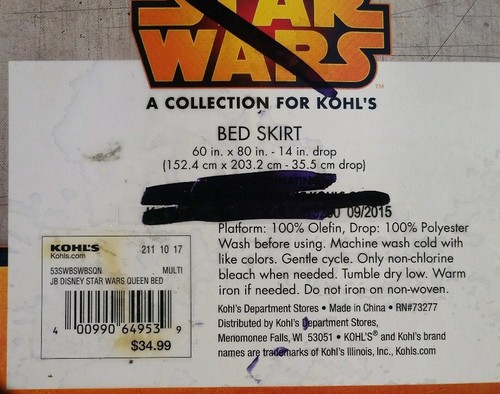 STAR
WARS
™
A COLLECTION FOR KOHL'S
BED SKIRT
60 in. x 80 in. - 14 in. drop
(152.4 cm x 203.2 cm - 35.5 cm drop)
09/2015
Platform: 100% Olefin, Drop: 100% Polyester
Wash before using. Machine wash cold with
like colors. Gentle cycle. Only non-chlorine
bleach when needed. Tumble dry low. Warm
iron if needed. Do not iron on non-woven.
KOHL'S 211 10 17
Kohls.com
53SWBSWBSQN MULTI
JB DISNEY STAR WARS QUEEN BED
4 00990 64953 9
$34.99
Kohl's Department Stores • Made in China • RN#73277
Distributed by Kohl's Department Stores,
Menomonee Falls, WI 53051 • KOHL'S® and Kohl's brand
names are trademarks of Kohl's Illinois, Inc., Kohls.com